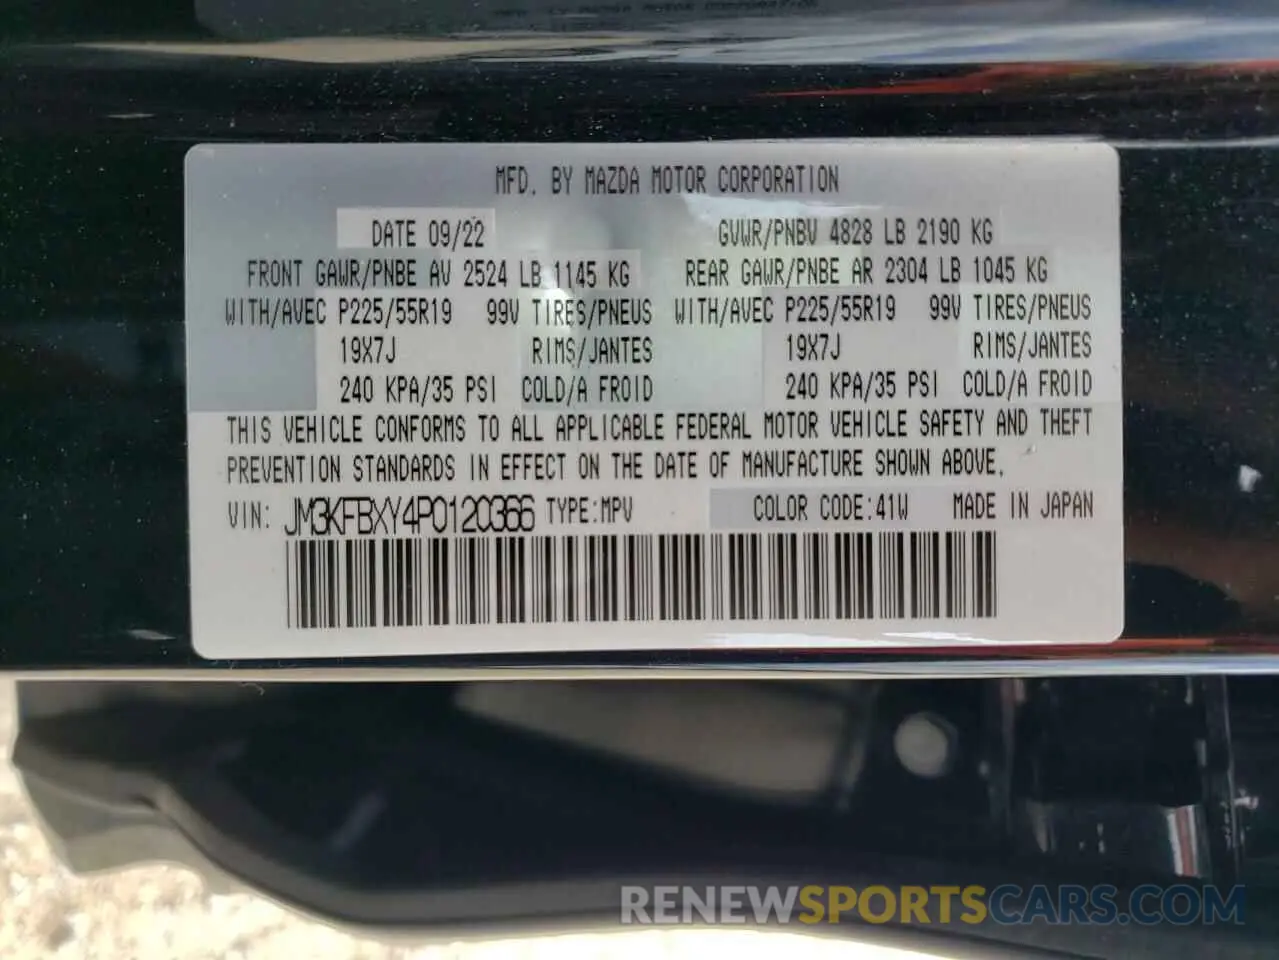 MFD. BY MAZDA MOTOR CORPORATION
DATE 09/22 GVWR/PNBV 4828 LB 2190 KG
FRONT GAWR/PNBE AV 2524 LB 1145 KG REAR GAWR/PNBE AR 2304 LB 1045 KG
WITH/AVEC P225/55R19 99V TIRES/PNEUS WITH/AVEC P225/55R19 99V TIRES/PNEUS
19X7J RIMS/JANTES 19X7J RIMS/JANTES
240 KPA/35 PSI COLD/A FROID 240 KPA/35 PSI COLD/A FROID
THIS VEHICLE CONFORMS TO ALL APPLICABLE FEDERAL MOTOR VEHICLE SAFETY AND THEFT
PREVENTION STANDARDS IN EFFECT ON THE DATE OF MANUFACTURE SHOWN ABOVE.
VIN: JM3KFBXY4P0120366 TYPE:MPV COLOR CODE:41W MADE IN JAPAN
RENEWSPORTSCARS.COM